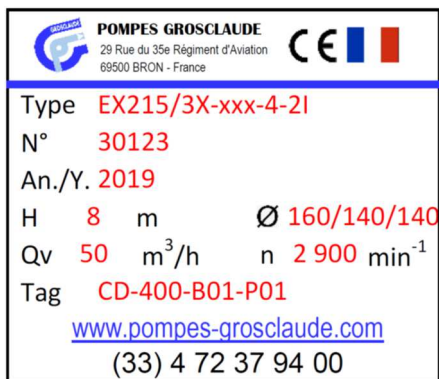 GROSCLAUDE
POMPES GROSCLAUDE
29 Rue du 35e Régiment d'Aviation
69500 BRON - France
CE
Type EX215/3X-xxx-4-2I
N° 30123
An./Y. 2019
H 8 m Ø 160/140/140
Qv 50 m³/h n 2 900 min⁻¹
Tag CD-400-B01-P01
www.pompes-grosclaude.com
(33) 4 72 37 94 00